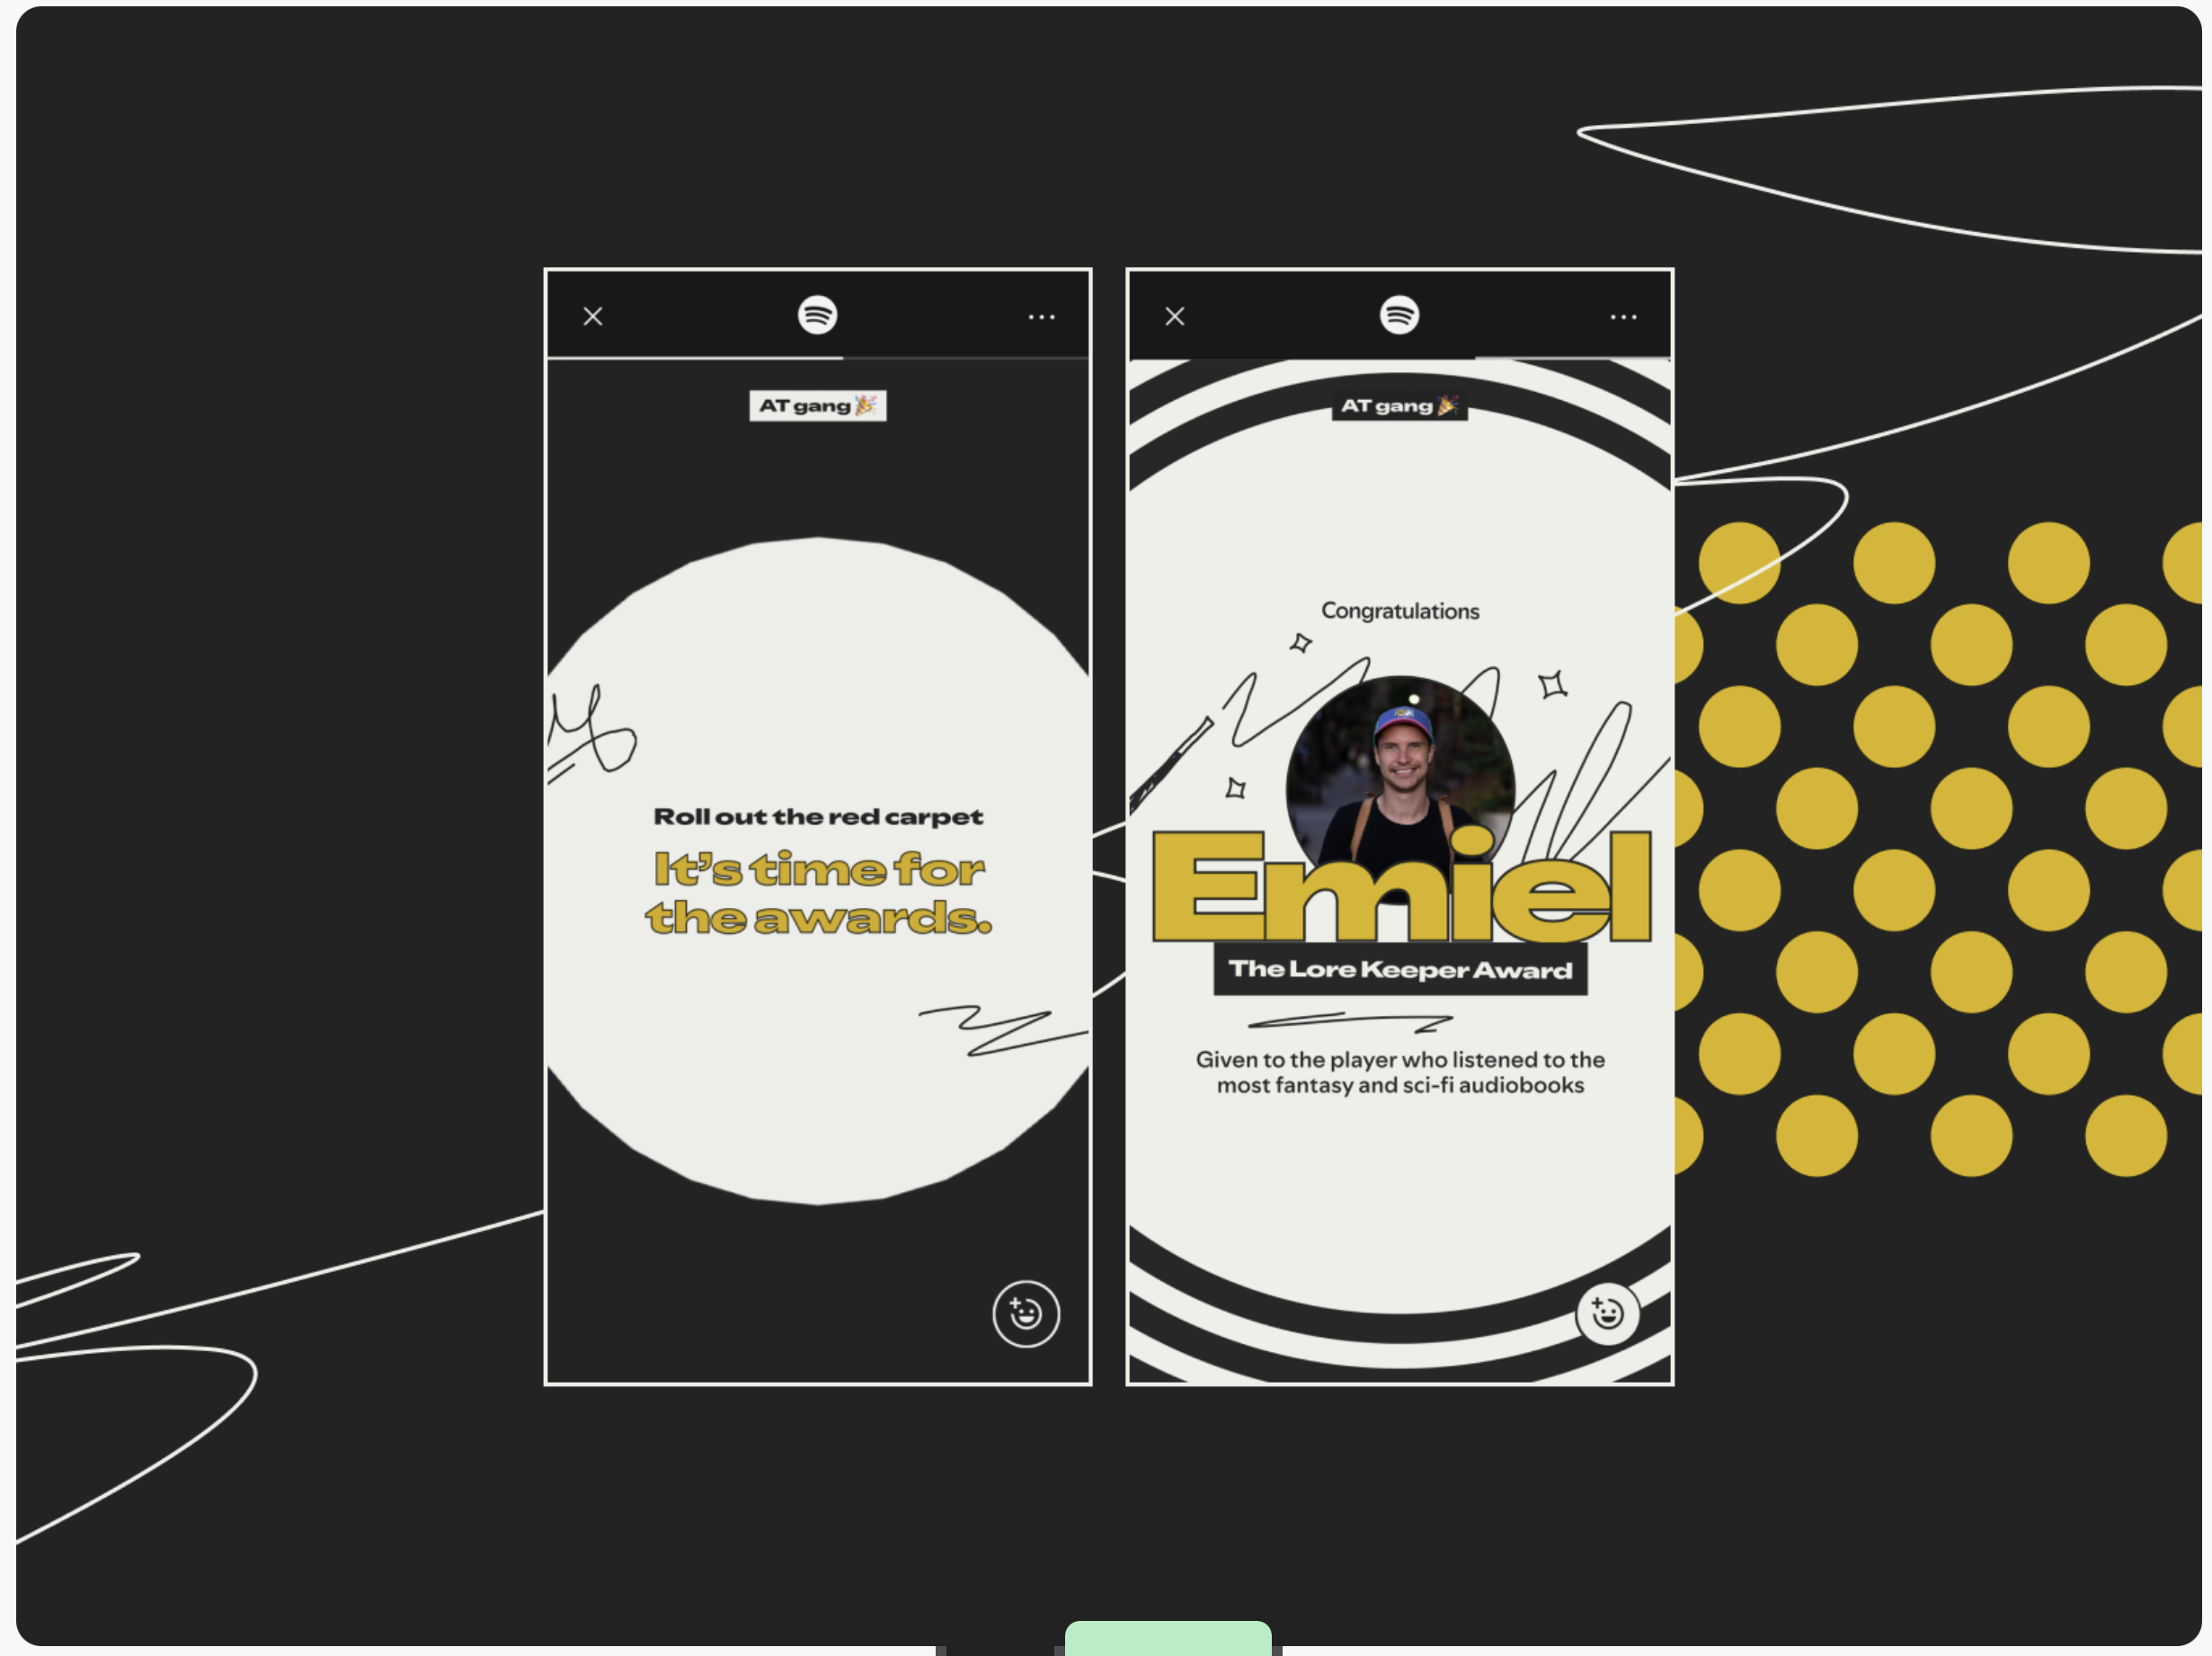 AT gang🎉
Roll out the red carpet
It's time for
the awards.
AT gang🎉
Congratulations
Emiel
The Lore Keeper Award
Given to the player who listened to the
most fantasy and sci-fi audiobooks